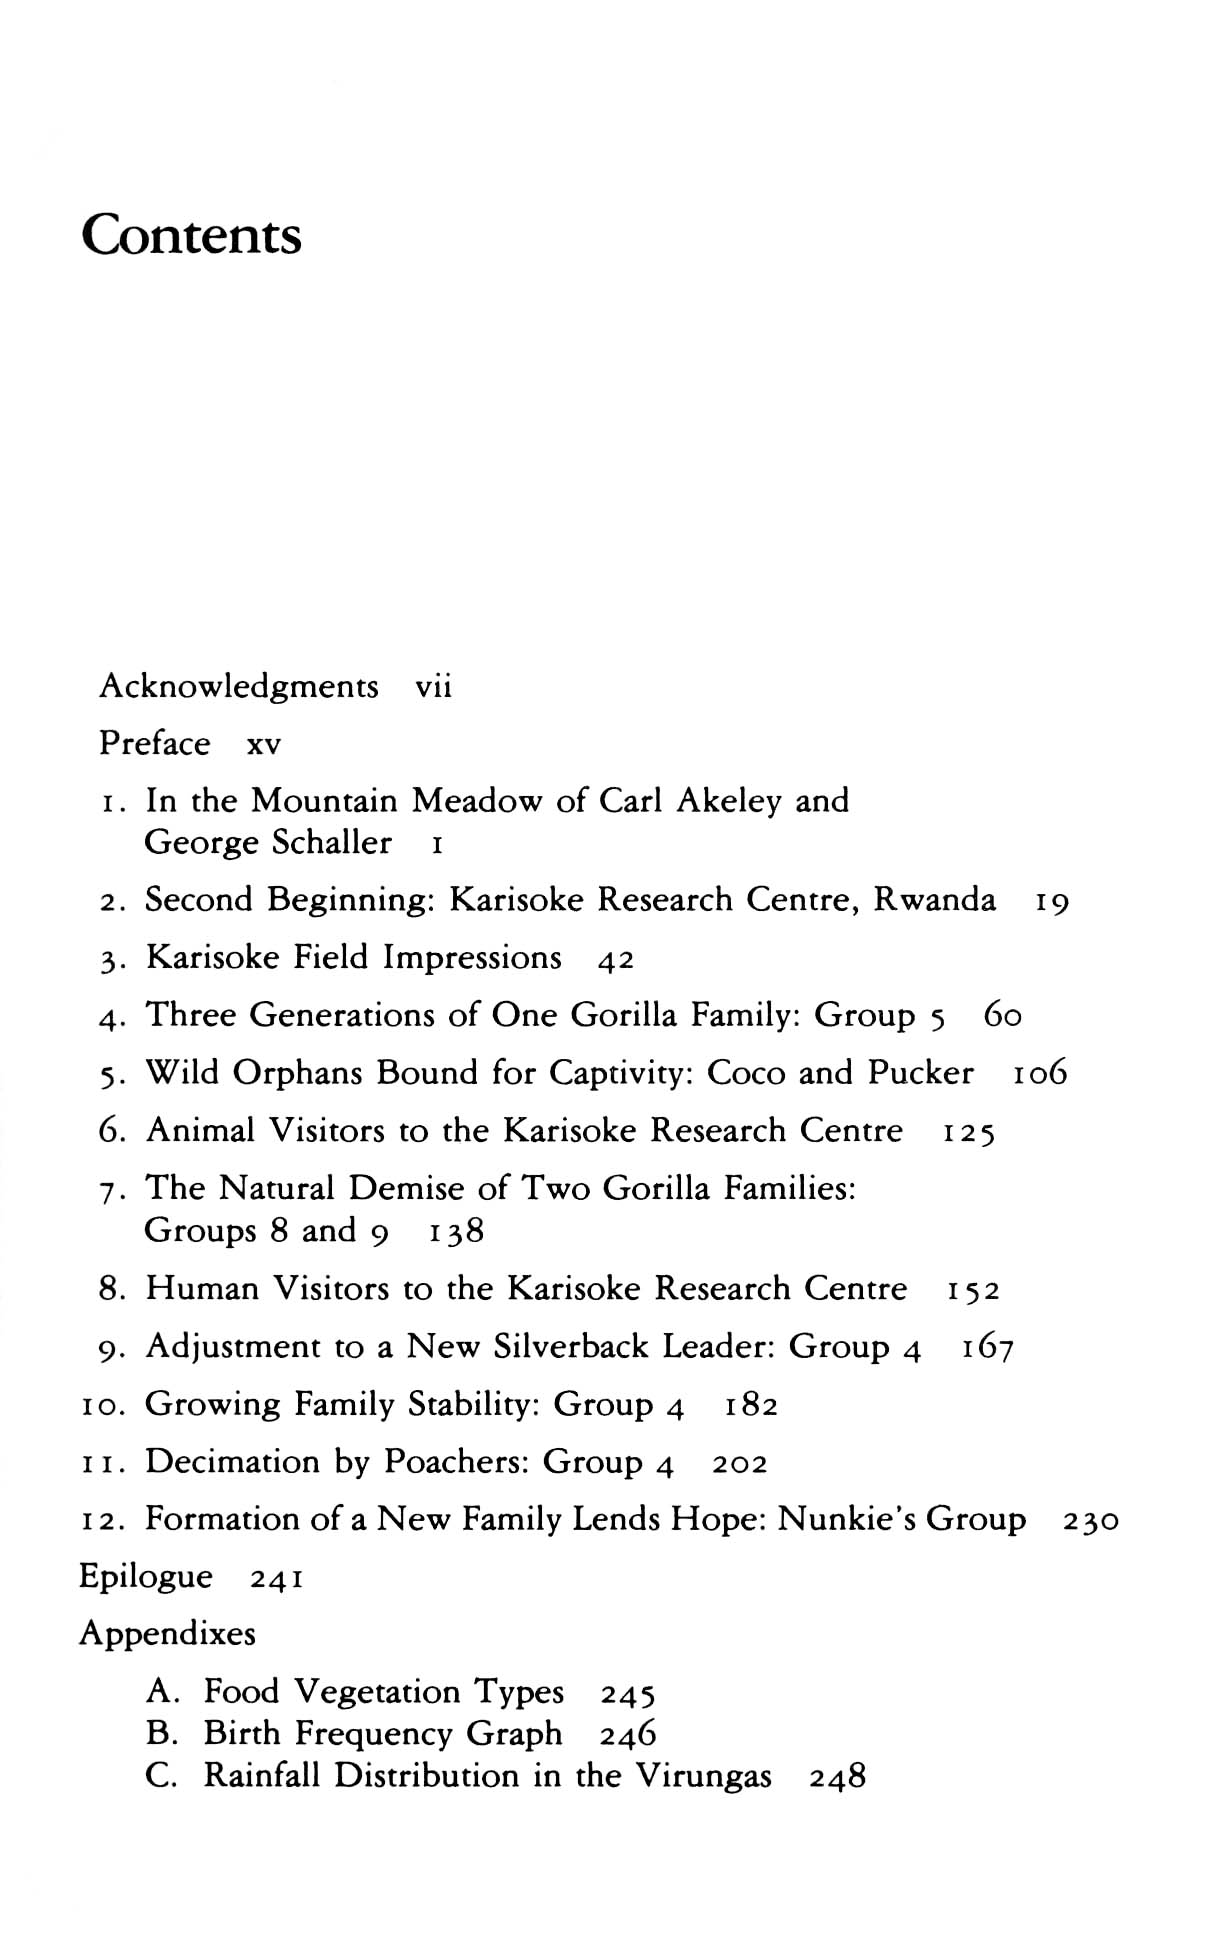 Contents
Acknowledgments vii
Preface xv
1. In the Mountain Meadow of Carl Akeley and
George Schaller 1
2. Second Beginning: Karisoke Research Centre, Rwanda 19
3. Karisoke Field Impressions 42
4. Three Generations of One Gorilla Family: Group 5 60
5. Wild Orphans Bound for Captivity: Coco and Pucker 106
6. Animal Visitors to the Karisoke Research Centre 125
7. The Natural Demise of Two Gorilla Families:
Groups 8 and 9 138
8. Human Visitors to the Karisoke Research Centre 152
9. Adjustment to a New Silverback Leader: Group 4 167
10. Growing Family Stability: Group 4 182
11. Decimation by Poachers: Group 4 202
12. Formation of a New Family Lends Hope: Nunkie's Group 230
Epilogue 241
Appendixes
A. Food Vegetation Types 245
B. Birth Frequency Graph 246
C. Rainfall Distribution in the Virungas 248